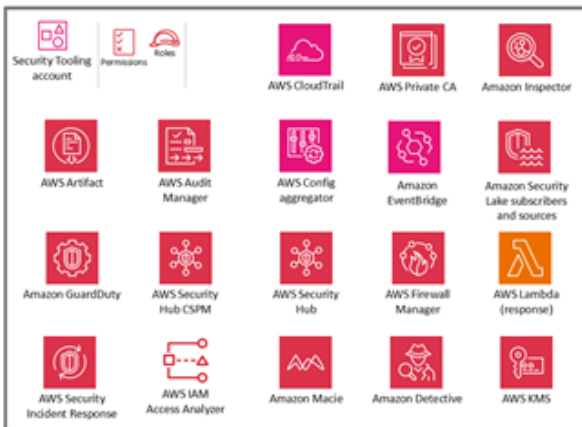 Security Tooling
account
Permissions
Roles
AWS CloudTrail
AWS Private CA
Amazon Inspector
AWS Artifact
AWS Audit
Manager
AWS Config
aggregator
Amazon
EventBridge
Amazon Security
Lake subscribers
and sources
Amazon GuardDuty
AWS Security
Hub CSPM
AWS Security
Hub
AWS Firewall
Manager
AWS Lambda
(response)
AWS Security
Incident Response
AWS IAM
Access Analyzer
Amazon Macie
Amazon Detective
AWS KMS